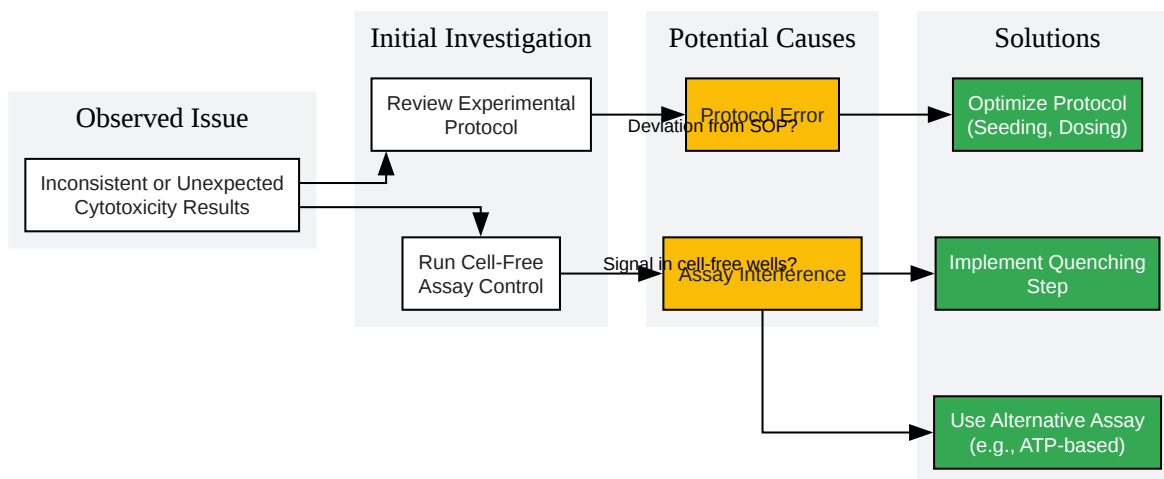 Observed Issue
Inconsistent or Unexpected
Cytotoxicity Results
Initial Investigation
Review Experimental
Protocol
Run Cell-Free
Assay Control
Potential Causes
Deviation from SOP?
Protocol Error
Signal in cell-free wells?
Assay Interference
Solutions
Optimize Protocol
(Seeding, Dosing)
Implement Quenching
Step
Use Alternative Assay
(e.g., ATP-based)